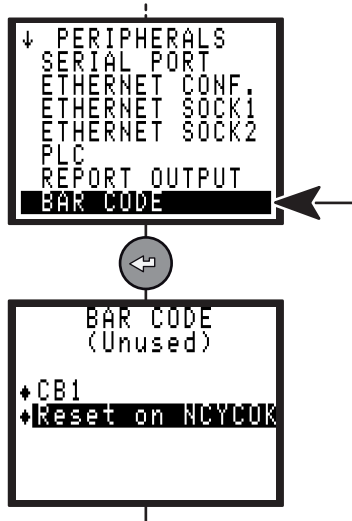 ↓ PERIPHERALS
SERIAL PORT
ETHERNET CONF.
ETHERNET SOCK1
ETHERNET SOCK2
PLC
REPORT OUTPUT
BAR CODE
BAR CODE
(Unused)
♦CB1
♦Reset on NCYCOK